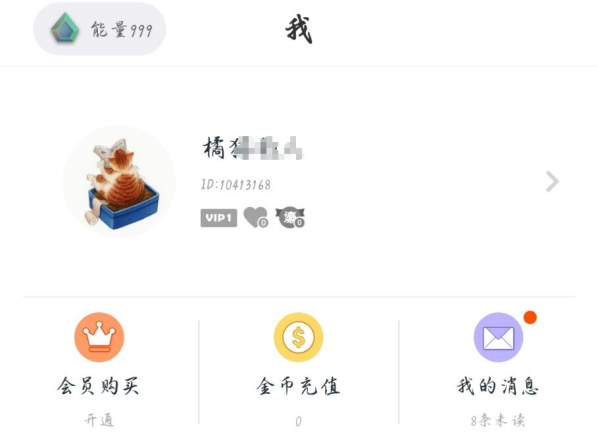 能量999
我
橘
ID:10413168
VIP1
0
0
会员购买
金币充值
我的消息
开通
0
8条未读